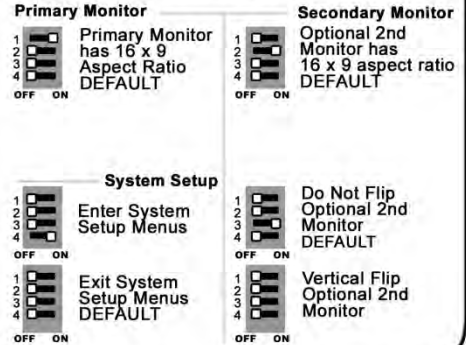 Primary Monitor
1
2
3
4
OFF ON
Primary Monitor
has 16 x 9
Aspect Ratio
DEFAULT
Secondary Monitor
1
2
3
4
OFF ON
Optional 2nd
Monitor has
16 x 9 aspect ratio
DEFAULT
System Setup
1
2
3
4
OFF ON
Enter System
Setup Menus
1
2
3
4
OFF ON
Exit System
Setup Menus
DEFAULT
1
2
3
4
OFF ON
Do Not Flip
Optional 2nd
Monitor
DEFAULT
1
2
3
4
OFF ON
Vertical Flip
Optional 2nd
Monitor